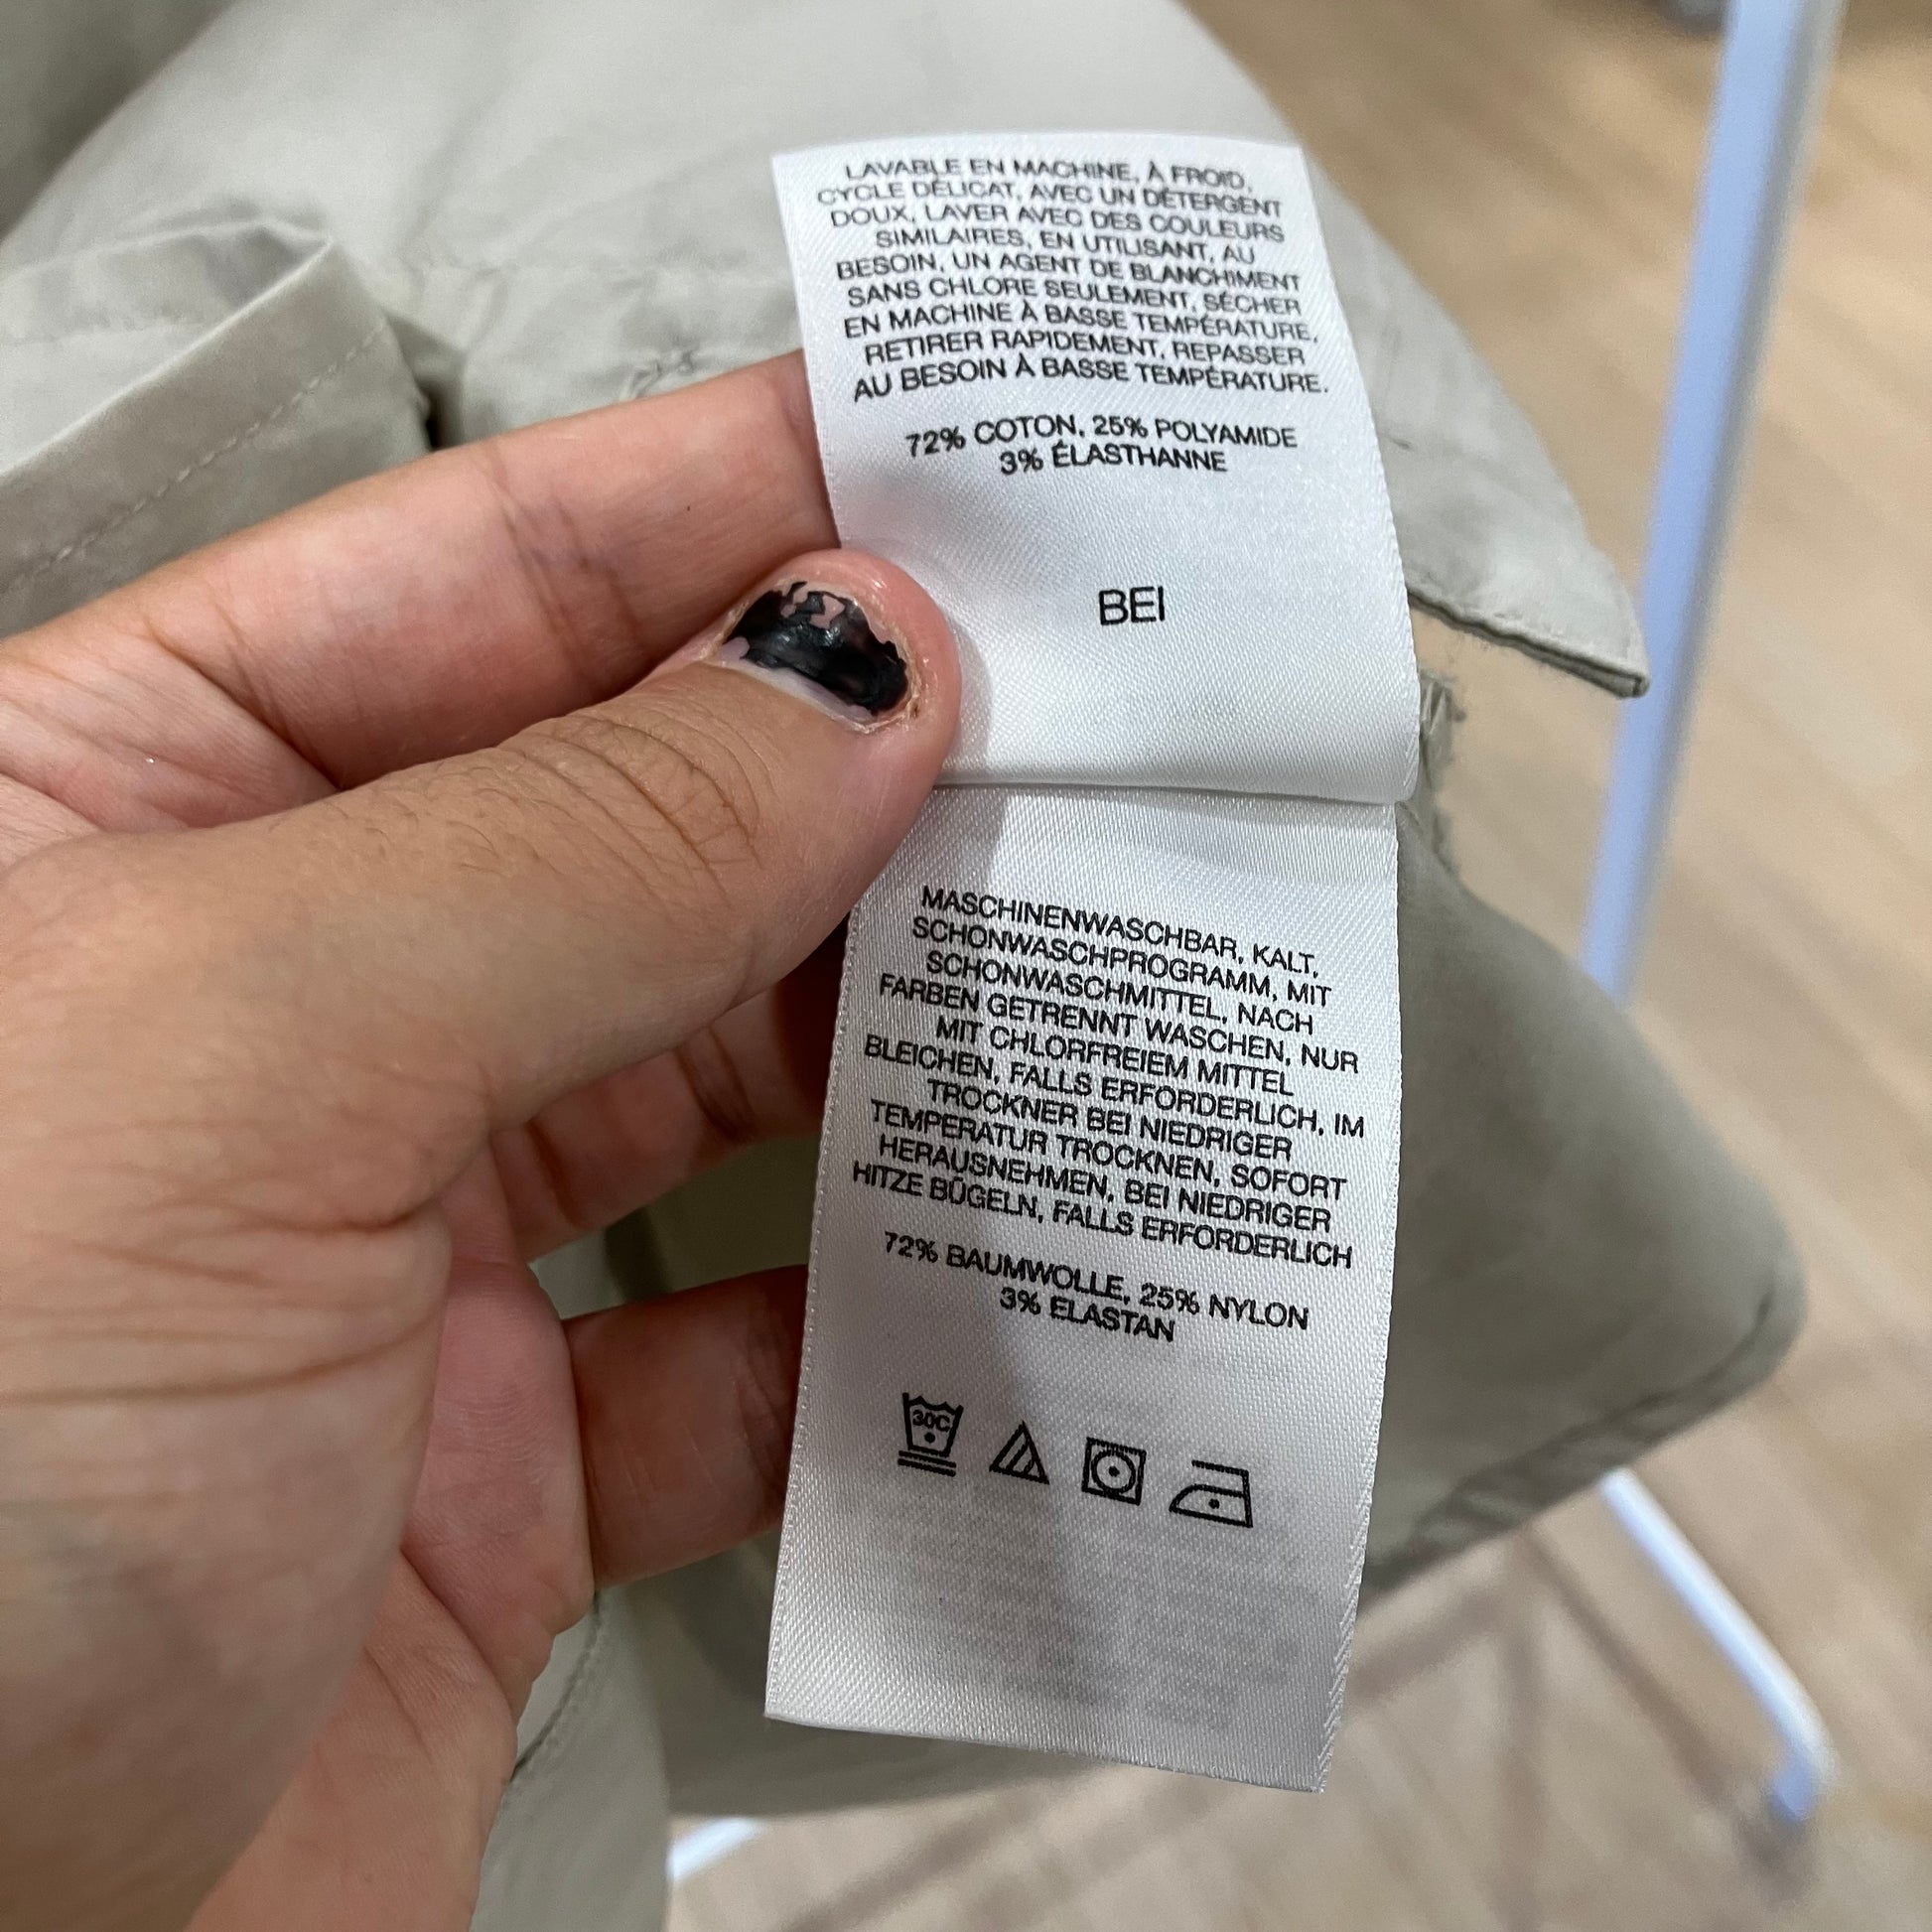 LAVABLE EN MACHINE, À FROID,
CYCLE DÉLICAT, AVEC UN DÉTERGENT
DOUX, LAVER AVEC DES COULEURS
SIMILAIRES, EN UTILISANT, AU
BESOIN, UN AGENT DE BLANCHIMENT
SANS CHLORE SEULEMENT, SÉCHER
EN MACHINE À BASSE TEMPÉRATURE,
RETIRER RAPIDEMENT, REPASSER
AU BESOIN À BASSE TEMPÉRATURE.
72% COTON, 25% POLYAMIDE
3% ÉLASTHANNE
BEI
MASCHINENWASCHBAR, KALT,
SCHONWASCHPROGRAMM, MIT
SCHONWASCHMITTEL, NACH
FARBEN GETRENNT WASCHEN, NUR
MIT CHLORFREIEM MITTEL
BLEICHEN, FALLS ERFORDERLICH, IM
TROCKNER BEI NIEDRIGER
TEMPERATUR TROCKNEN, SOFORT
HERAUSNEHMEN, BEI NIEDRIGER
HITZE BÜGELN, FALLS ERFORDERLICH
72% BAUMWOLLE, 25% NYLON
3% ELASTAN
30C